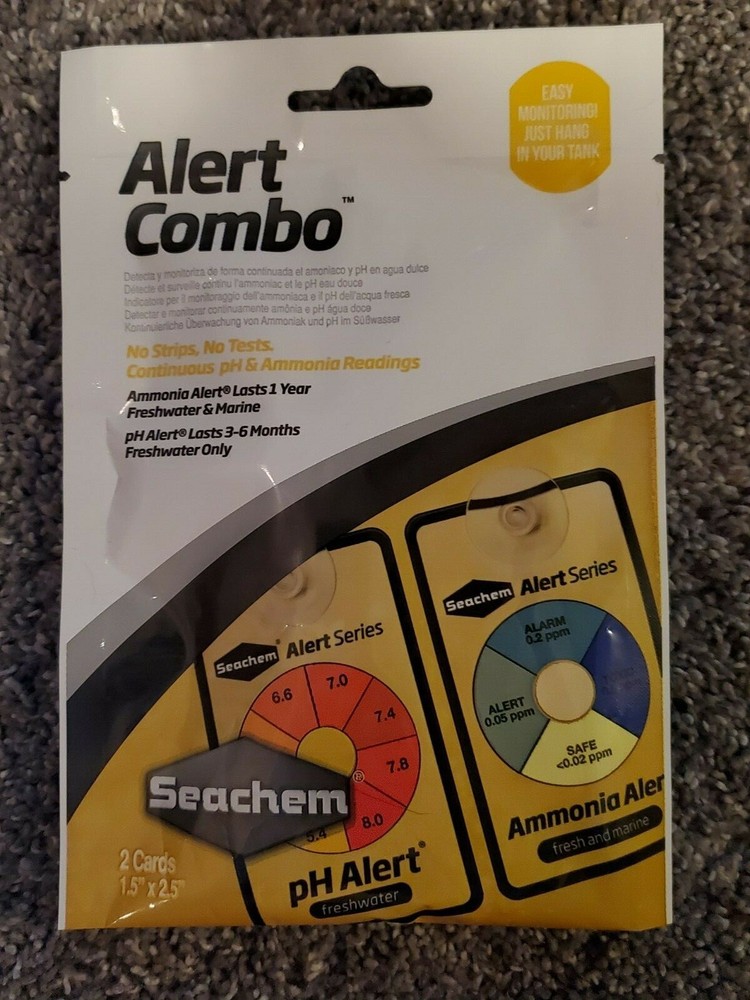 EASY
MONITORING!
JUST HANG
IN YOUR TANK
Alert
Combo™
Detecta y monitoriza de forma continuada el amoniaco y pH en agua dulce
Détecte et surveille continu l'ammoniac et le pH eau douce
Indicatore per il monitoraggio dell'ammoniaca e il pH dell'acqua fresca
Detectar e monitorar continuamente amônia e pH água doce
Überwachung von Ammoniak und pH im Süßwasser
No Strips, No Tests.
Continuous pH & Ammonia Readings
Ammonia Alert® Lasts 1 Year
Freshwater & Marine
pH Alert® Lasts 3-6 Months
Freshwater Only
Seachem® Alert Series
6.6
7.0
7.4
7.8
8.0
5.4
pH Alert®
freshwater
Seachem Alert Series
ALARM
0.2 ppm
ALERT
0.05 ppm
SAFE
<0.02 ppm
Ammonia Aler
fresh and marine
Seachem®
2 Cards
1.5" x 2.5"